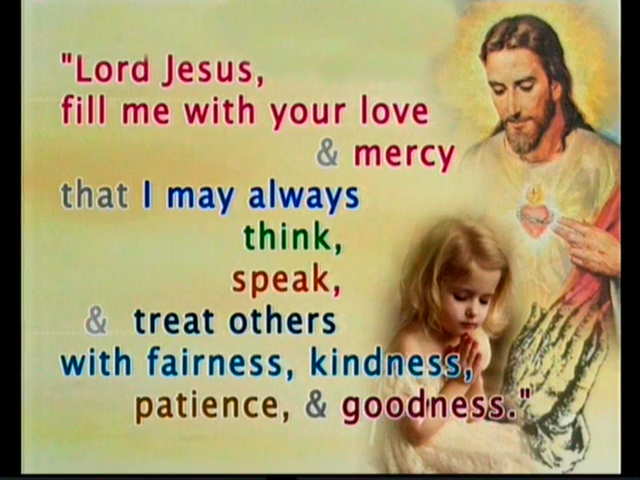 "Lord Jesus,
fill me with your love
& mercy
that I may always
think,
speak,
& treat others
with fairness, kindness,
patience, & goodness."